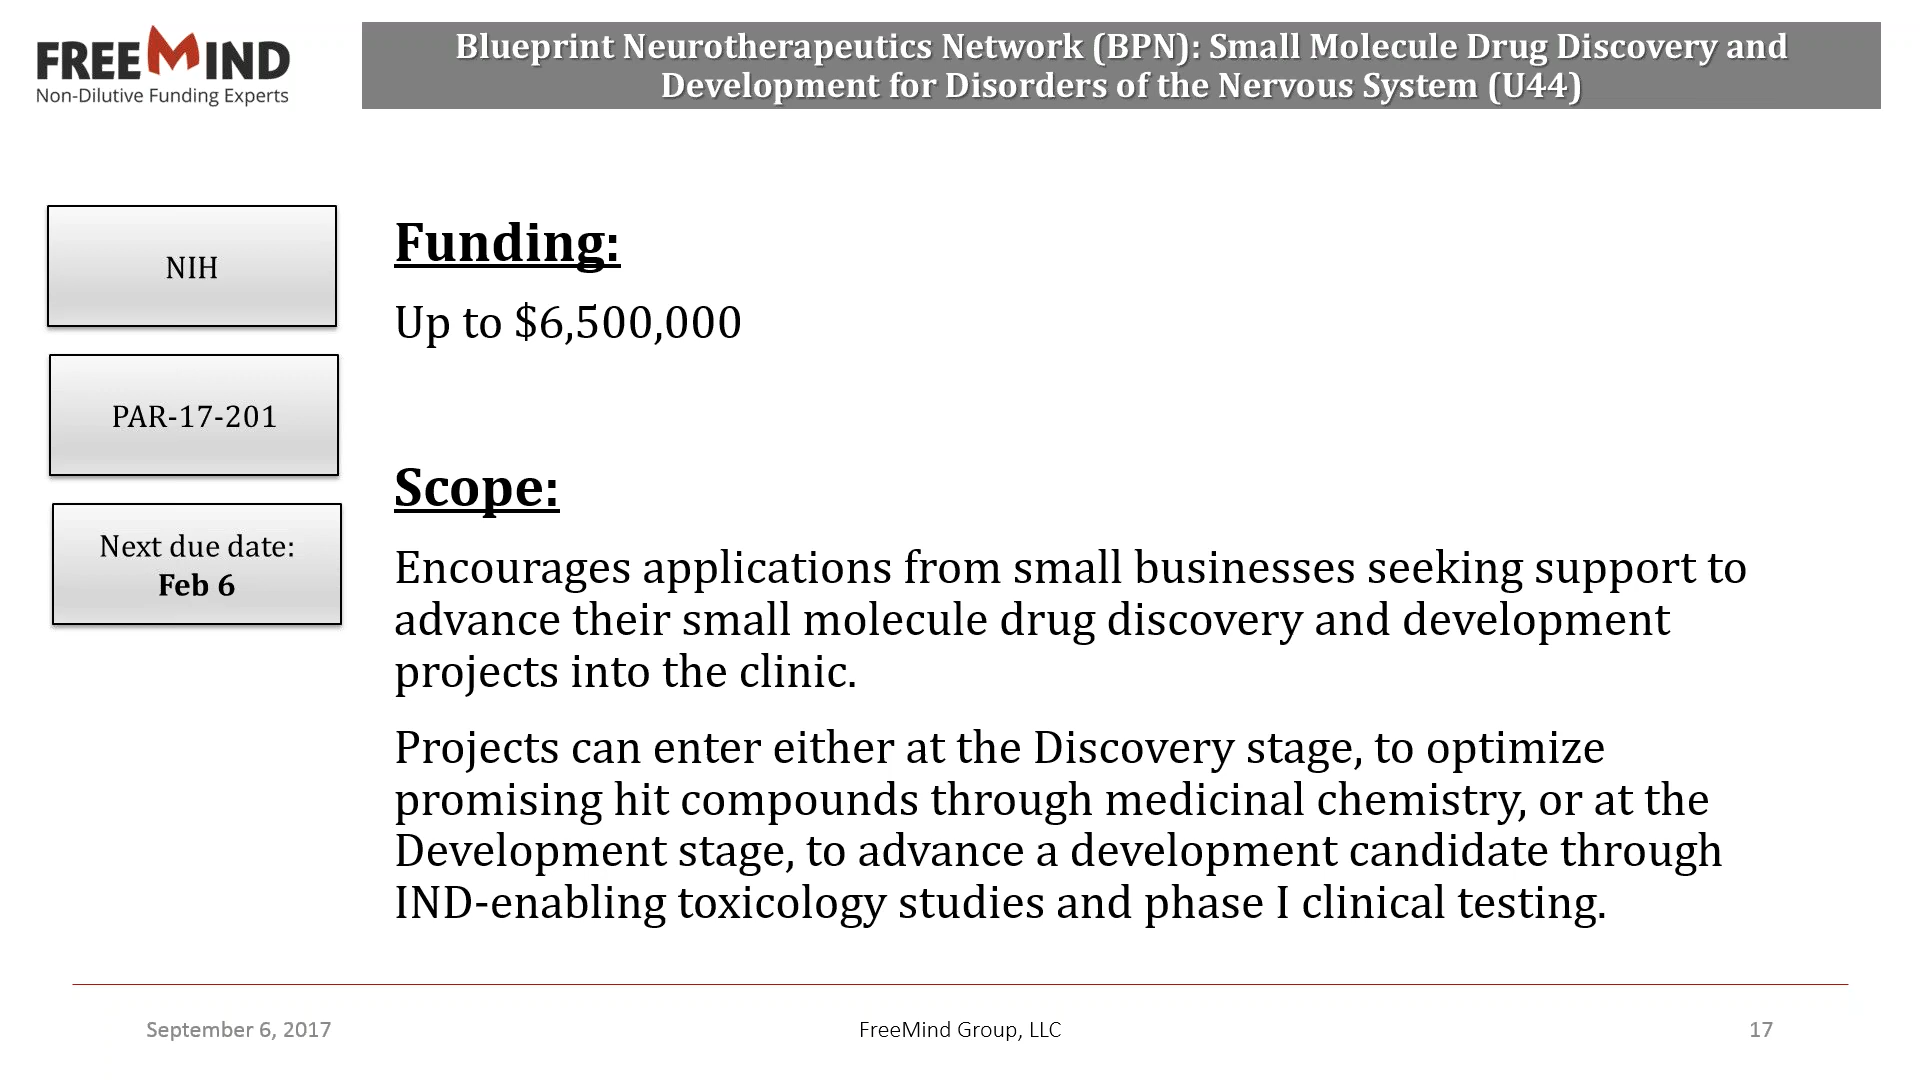 FREEMIND
Non-Dilutive Funding Experts
Blueprint Neurotherapeutics Network (BPN): Small Molecule Drug Discovery and
Development for Disorders of the Nervous System (U44)
NIH
PAR-17-201
Next due date:
Feb 6
Funding:
Up to $6,500,000
Scope:
Encourages applications from small businesses seeking support to
advance their small molecule drug discovery and development
projects into the clinic.
Projects can enter either at the Discovery stage, to optimize
promising hit compounds through medicinal chemistry, or at the
Development stage, to advance a development candidate through
IND-enabling toxicology studies and phase I clinical testing.
September 6, 2017
FreeMind Group, LLC
17